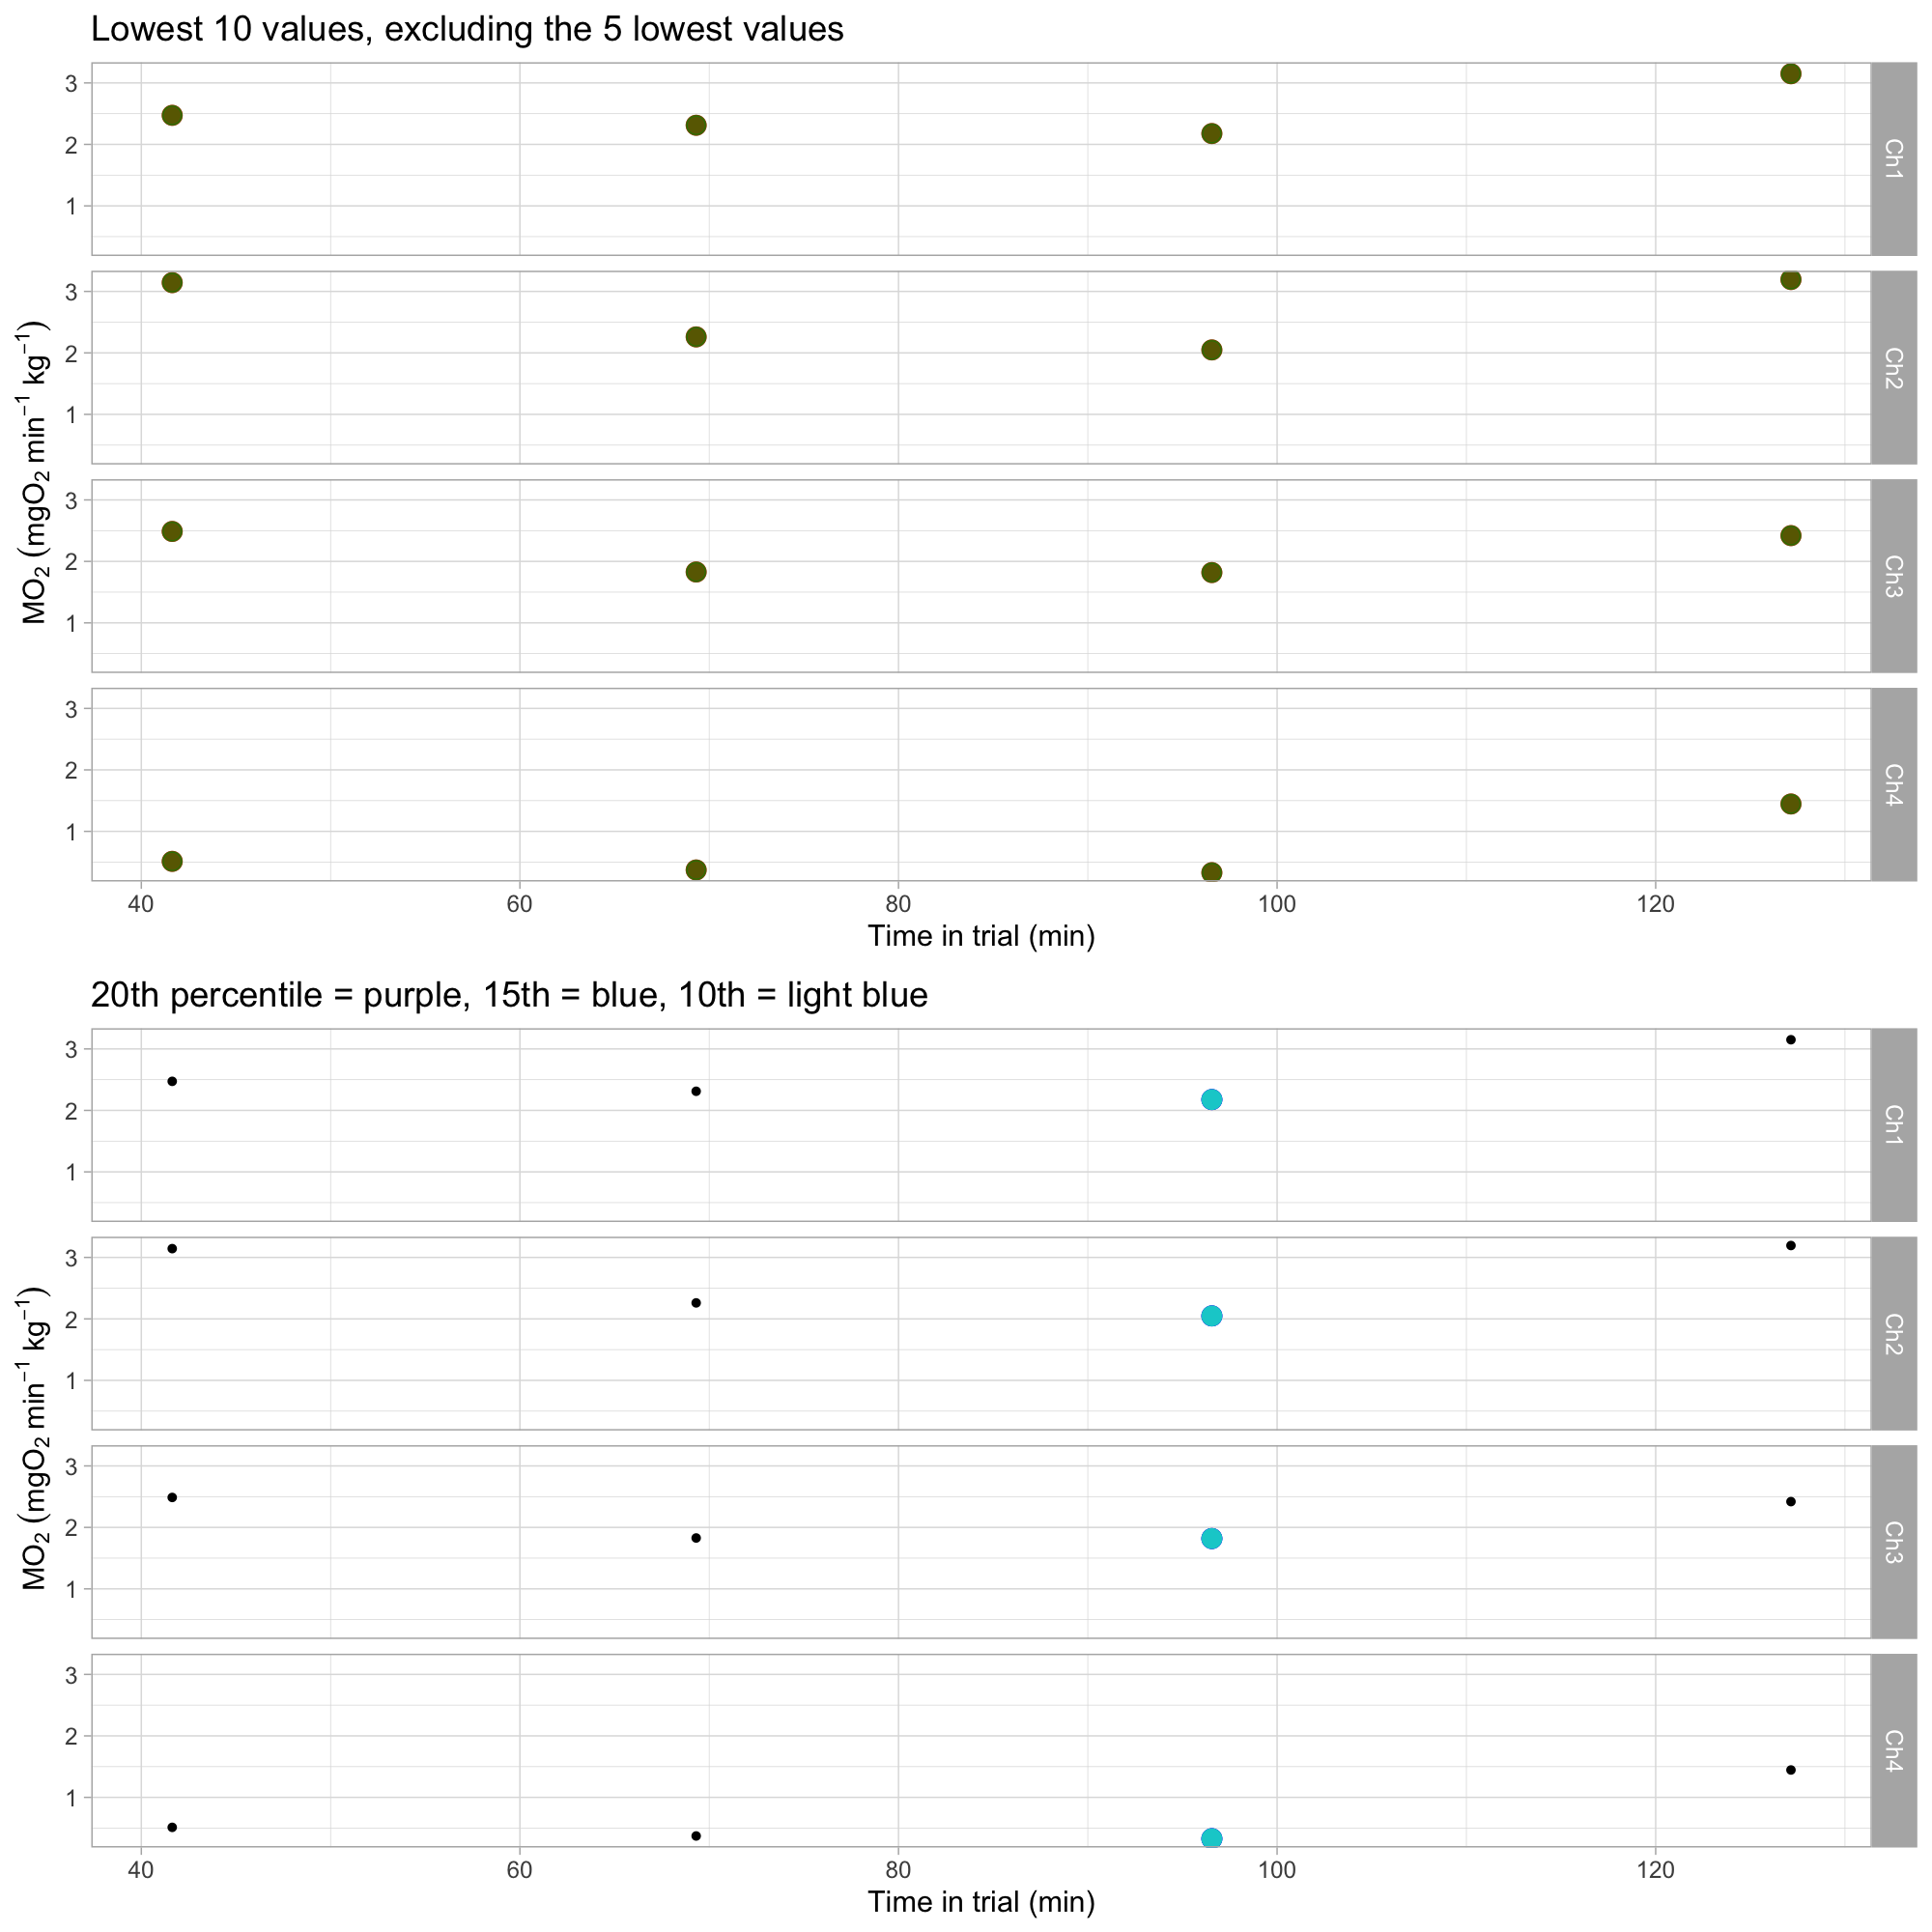 Lowest 10 values, excluding the 5 lowest values
3
2
1
Ch1
3
2
1
Ch2
3
2
1
Ch3
3
2
1
Ch4
MO₂ (mgO₂ min⁻¹ kg⁻¹)
40 60 80 100 120
Time in trial (min)
20th percentile = purple, 15th = blue, 10th = light blue
3
2
1
Ch1
3
2
1
Ch2
3
2
1
Ch3
3
2
1
Ch4
MO₂ (mgO₂ min⁻¹ kg⁻¹)
40 60 80 100 120
Time in trial (min)